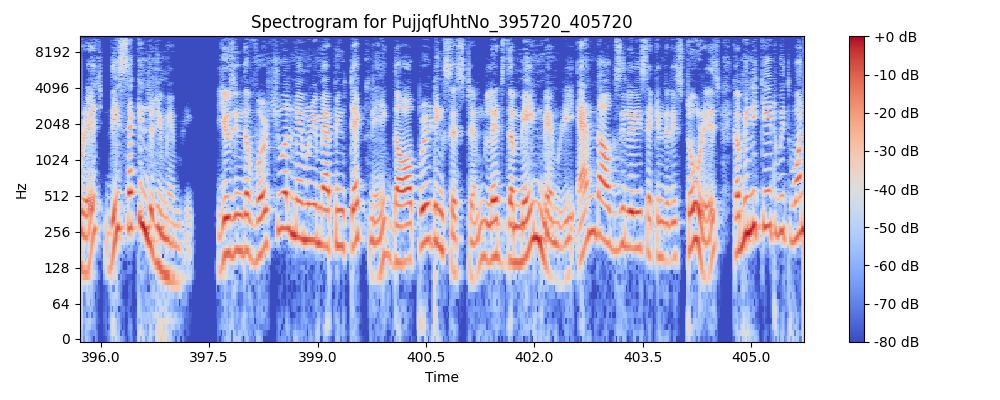 Spectrogram for PujjqfUhtNo_395720_405720
8192
4096
2048
1024
512
256
128
64
0
Hz
396.0 397.5 399.0 400.5 402.0 403.5 405.0
Time
+0 dB
-10 dB
-20 dB
-30 dB
-40 dB
-50 dB
-60 dB
-70 dB
-80 dB